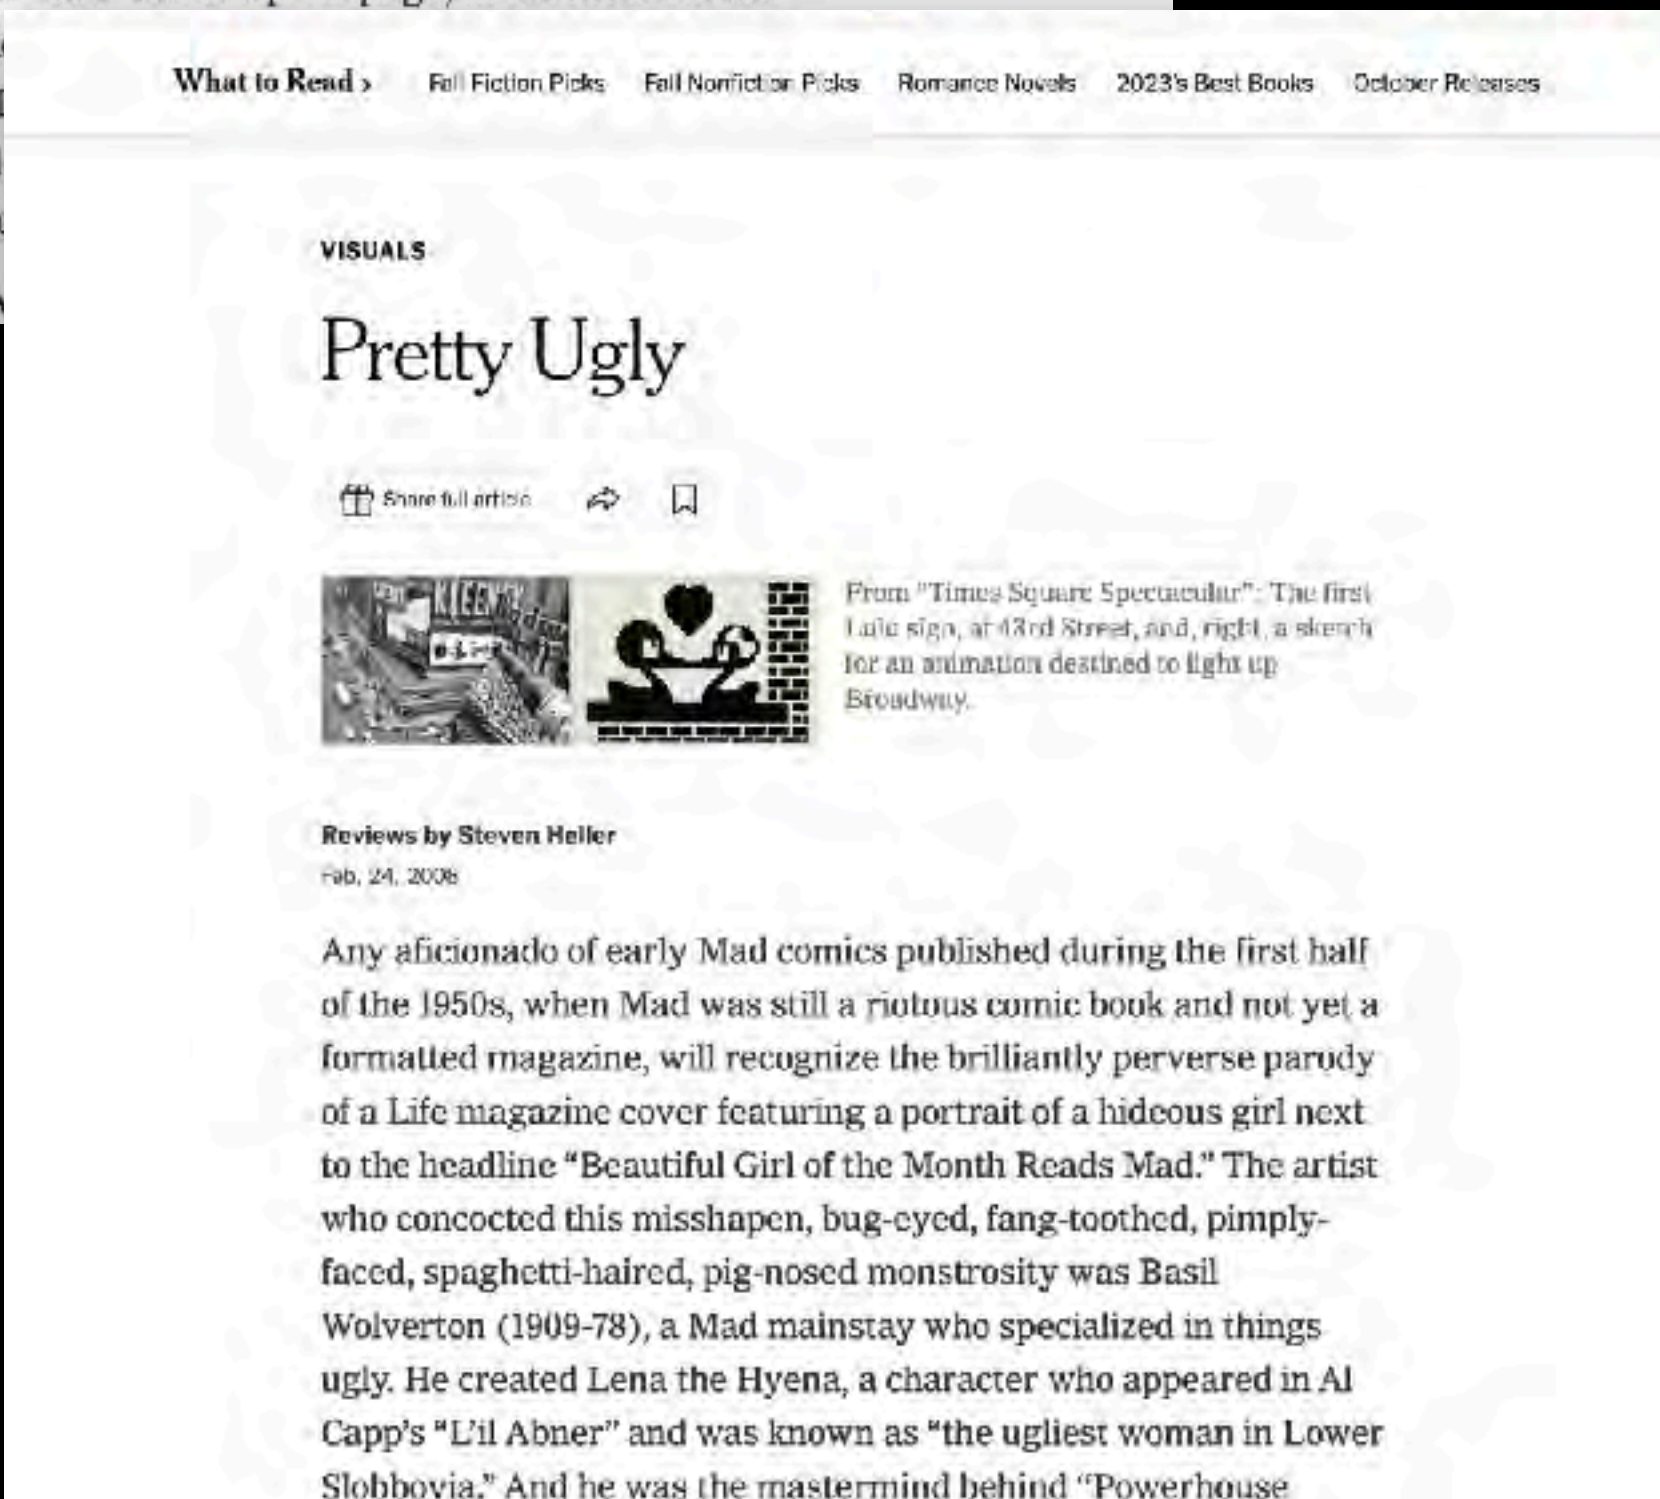 What to Read ›
Fall Fiction Picks
Fall Nonfiction Picks
Romance Novels
2023's Best Books
October Releases
VISUALS
Pretty Ugly
Share full article
KLEENEX
From "Times Square Spectacular": The first
sign, at 43rd Street, and, right, a sketch
for an animation destined to light up
Broadway.
Reviews by Steven Heller
Feb. 24, 2008
Any aficionado of early Mad comics published during the first half
of the 1950s, when Mad was still a riotous comic book and not yet a
formatted magazine, will recognize the brilliantly perverse parody
of a Life magazine cover featuring a portrait of a hideous girl next
to the headline “Beautiful Girl of the Month Reads Mad.” The artist
who concocted this misshapen, bug-eyed, fang-toothed, pimply-
faced, spaghetti-haired, pig-nosed monstrosity was Basil
Wolverton (1909-78), a Mad mainstay who specialized in things
ugly. He created Lena the Hyena, a character who appeared in Al
Capp’s “L’il Abner” and was known as “the ugliest woman in Lower
Slobbovia.” And he was the mastermind behind “Powerhouse